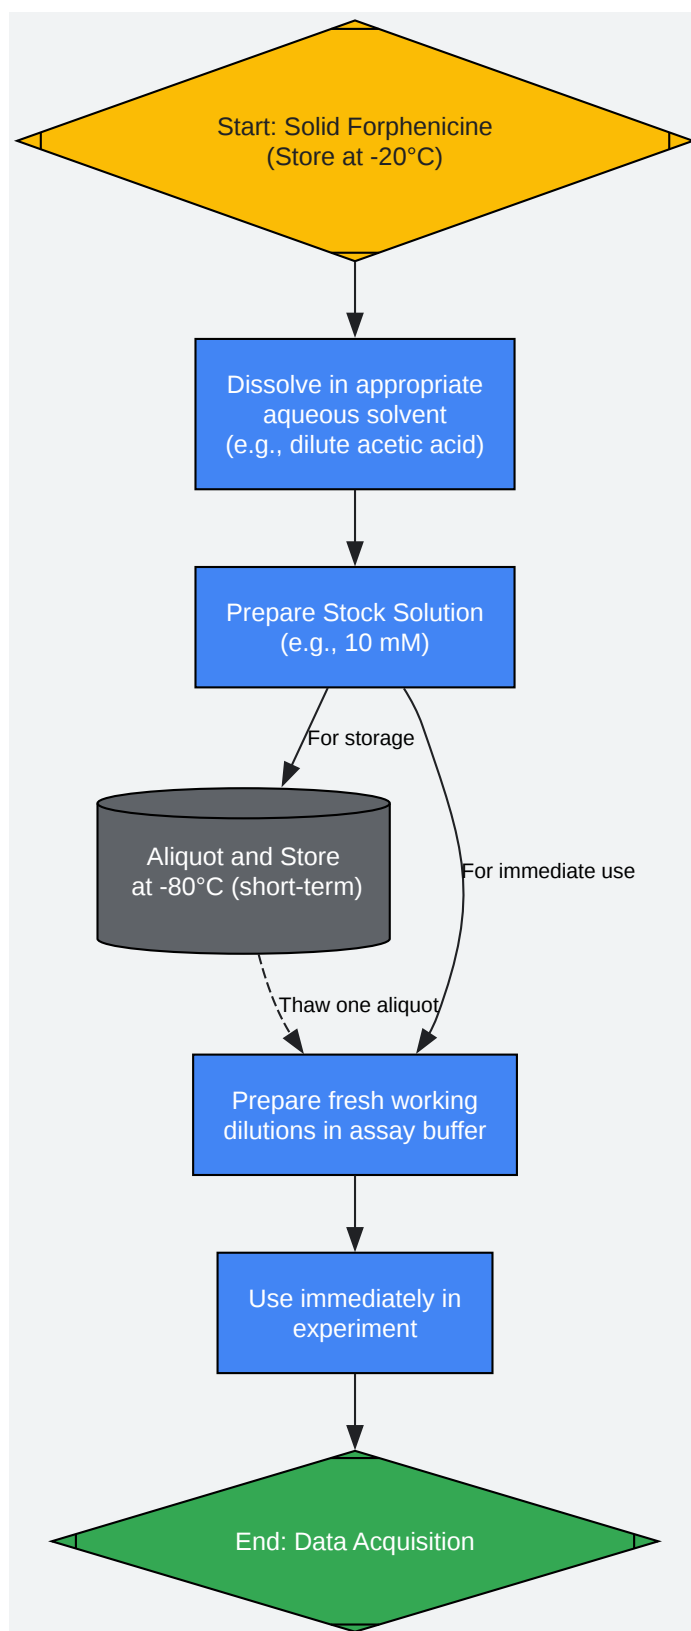 Start: Solid Forphenicine
(Store at -20°C)
Dissolve in appropriate
aqueous solvent
(e.g., dilute acetic acid)
Prepare Stock Solution
(e.g., 10 mM)
For storage
Aliquot and Store
at -80°C (short-term)
For immediate use
Thaw one aliquot
Prepare fresh working
dilutions in assay buffer
Use immediately in
experiment
End: Data Acquisition